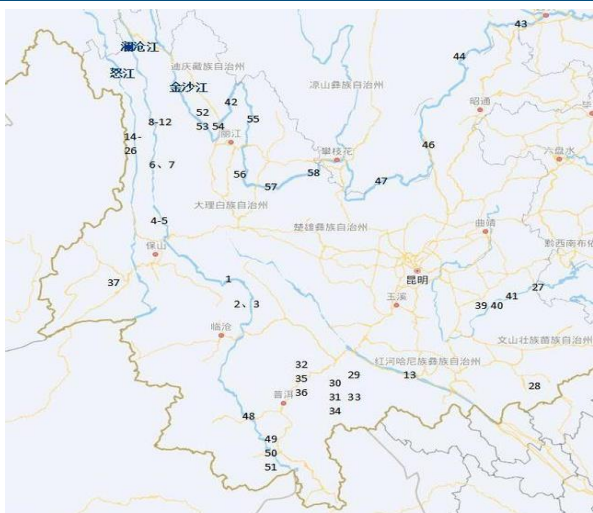 43
澜沧江
44
迪庆藏族自治州
怒江
凉山彝族自治州
金沙江
42
昭通
52
55
8-12
53 54
14-
26
丽江
46
攀枝花
六盘水
6、7
56
58
47
57
大理白族自治州
4-5
楚雄彝族自治州
曲靖
保山
37
1
昆明
27
2、3
玉溪
41
39 40
临沧
文山壮族苗族自治州
32
红河哈尼族彝族自治州
35
29
13
36
30
28
普洱
31 33
34
48
49
50
51